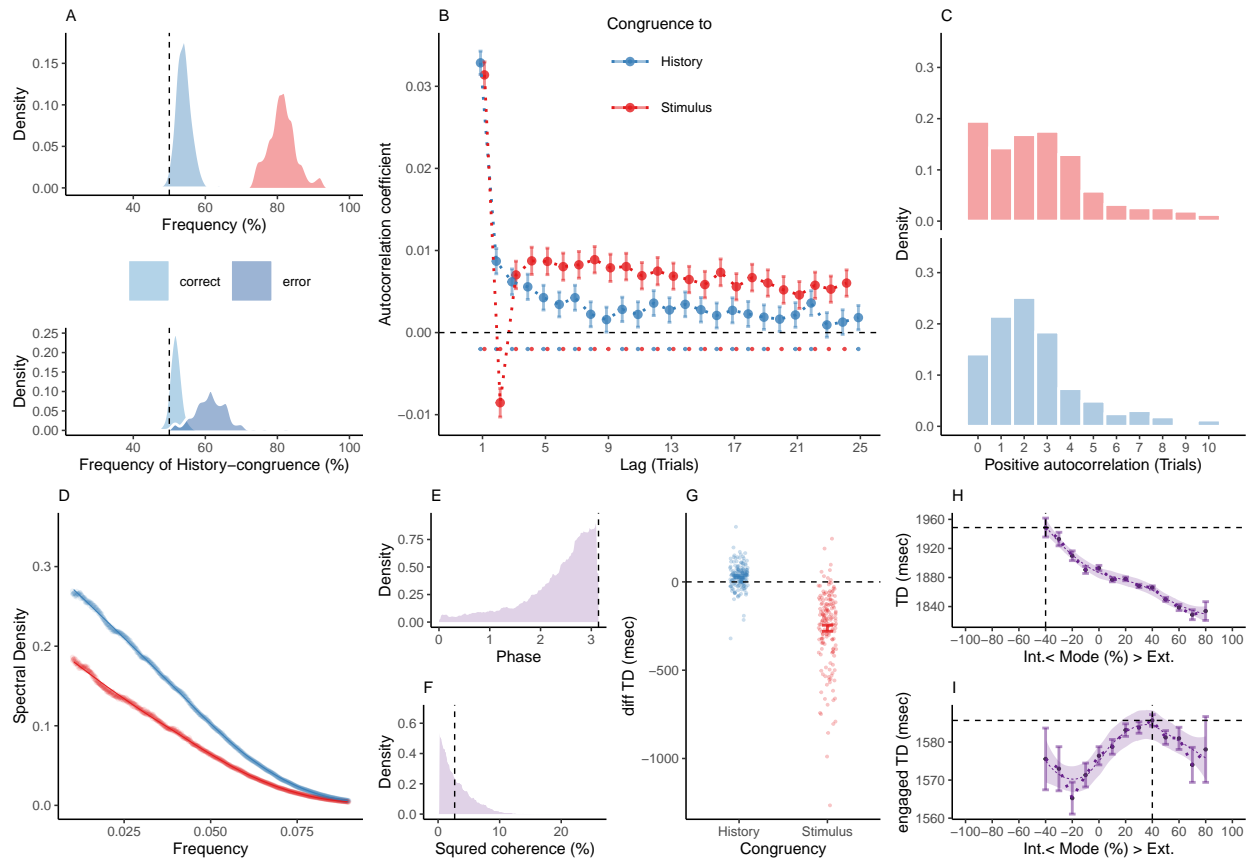 A
Density
0.15
0.10
0.05
0.00
40 60 80 100
Frequency (%)
correct error
Density
0.25
0.20
0.15
0.10
0.05
0.00
40 60 80 100
Frequency of History−congruence (%)
B
Congruence to
History
Stimulus
Autocorrelation coefficient
0.03
0.02
0.01
0.00
−0.01
1 5 9 13 17 21 25
Lag (Trials)
C
Density
0.3
0.2
0.1
0.0
0.3
0.2
0.1
0.0
0 1 2 3 4 5 6 7 8 9 10
Positive autocorrelation (Trials)
D
Spectral Density
0.3
0.2
0.1
0.0
0.025 0.050 0.075
Frequency
E
Density
0.75
0.50
0.25
0.00
0 1 2 3
Phase
F
Density
0.6
0.4
0.2
0.0
0 10 20
Squred coherence (%)
G
diff TD (msec)
0
−500
−1000
History Stimulus
Congruency
H
TD (msec)
1960
1920
1880
1840
−100 −80 −60 −40 −20 0 20 40 60 80 100
Int.< Mode (%) > Ext.
I
engaged TD (msec)
1580
1570
1560
−100 −80 −60 −40 −20 0 20 40 60 80 100
Int.< Mode (%) > Ext.